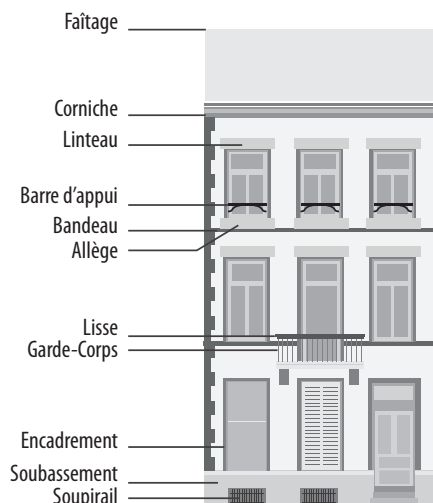 Faîtage
Corniche
Linteau
Barre d'appui
Bandeau
Allège
Lisse
Garde-Corps
Encadrement
Soubassement
Soupirail